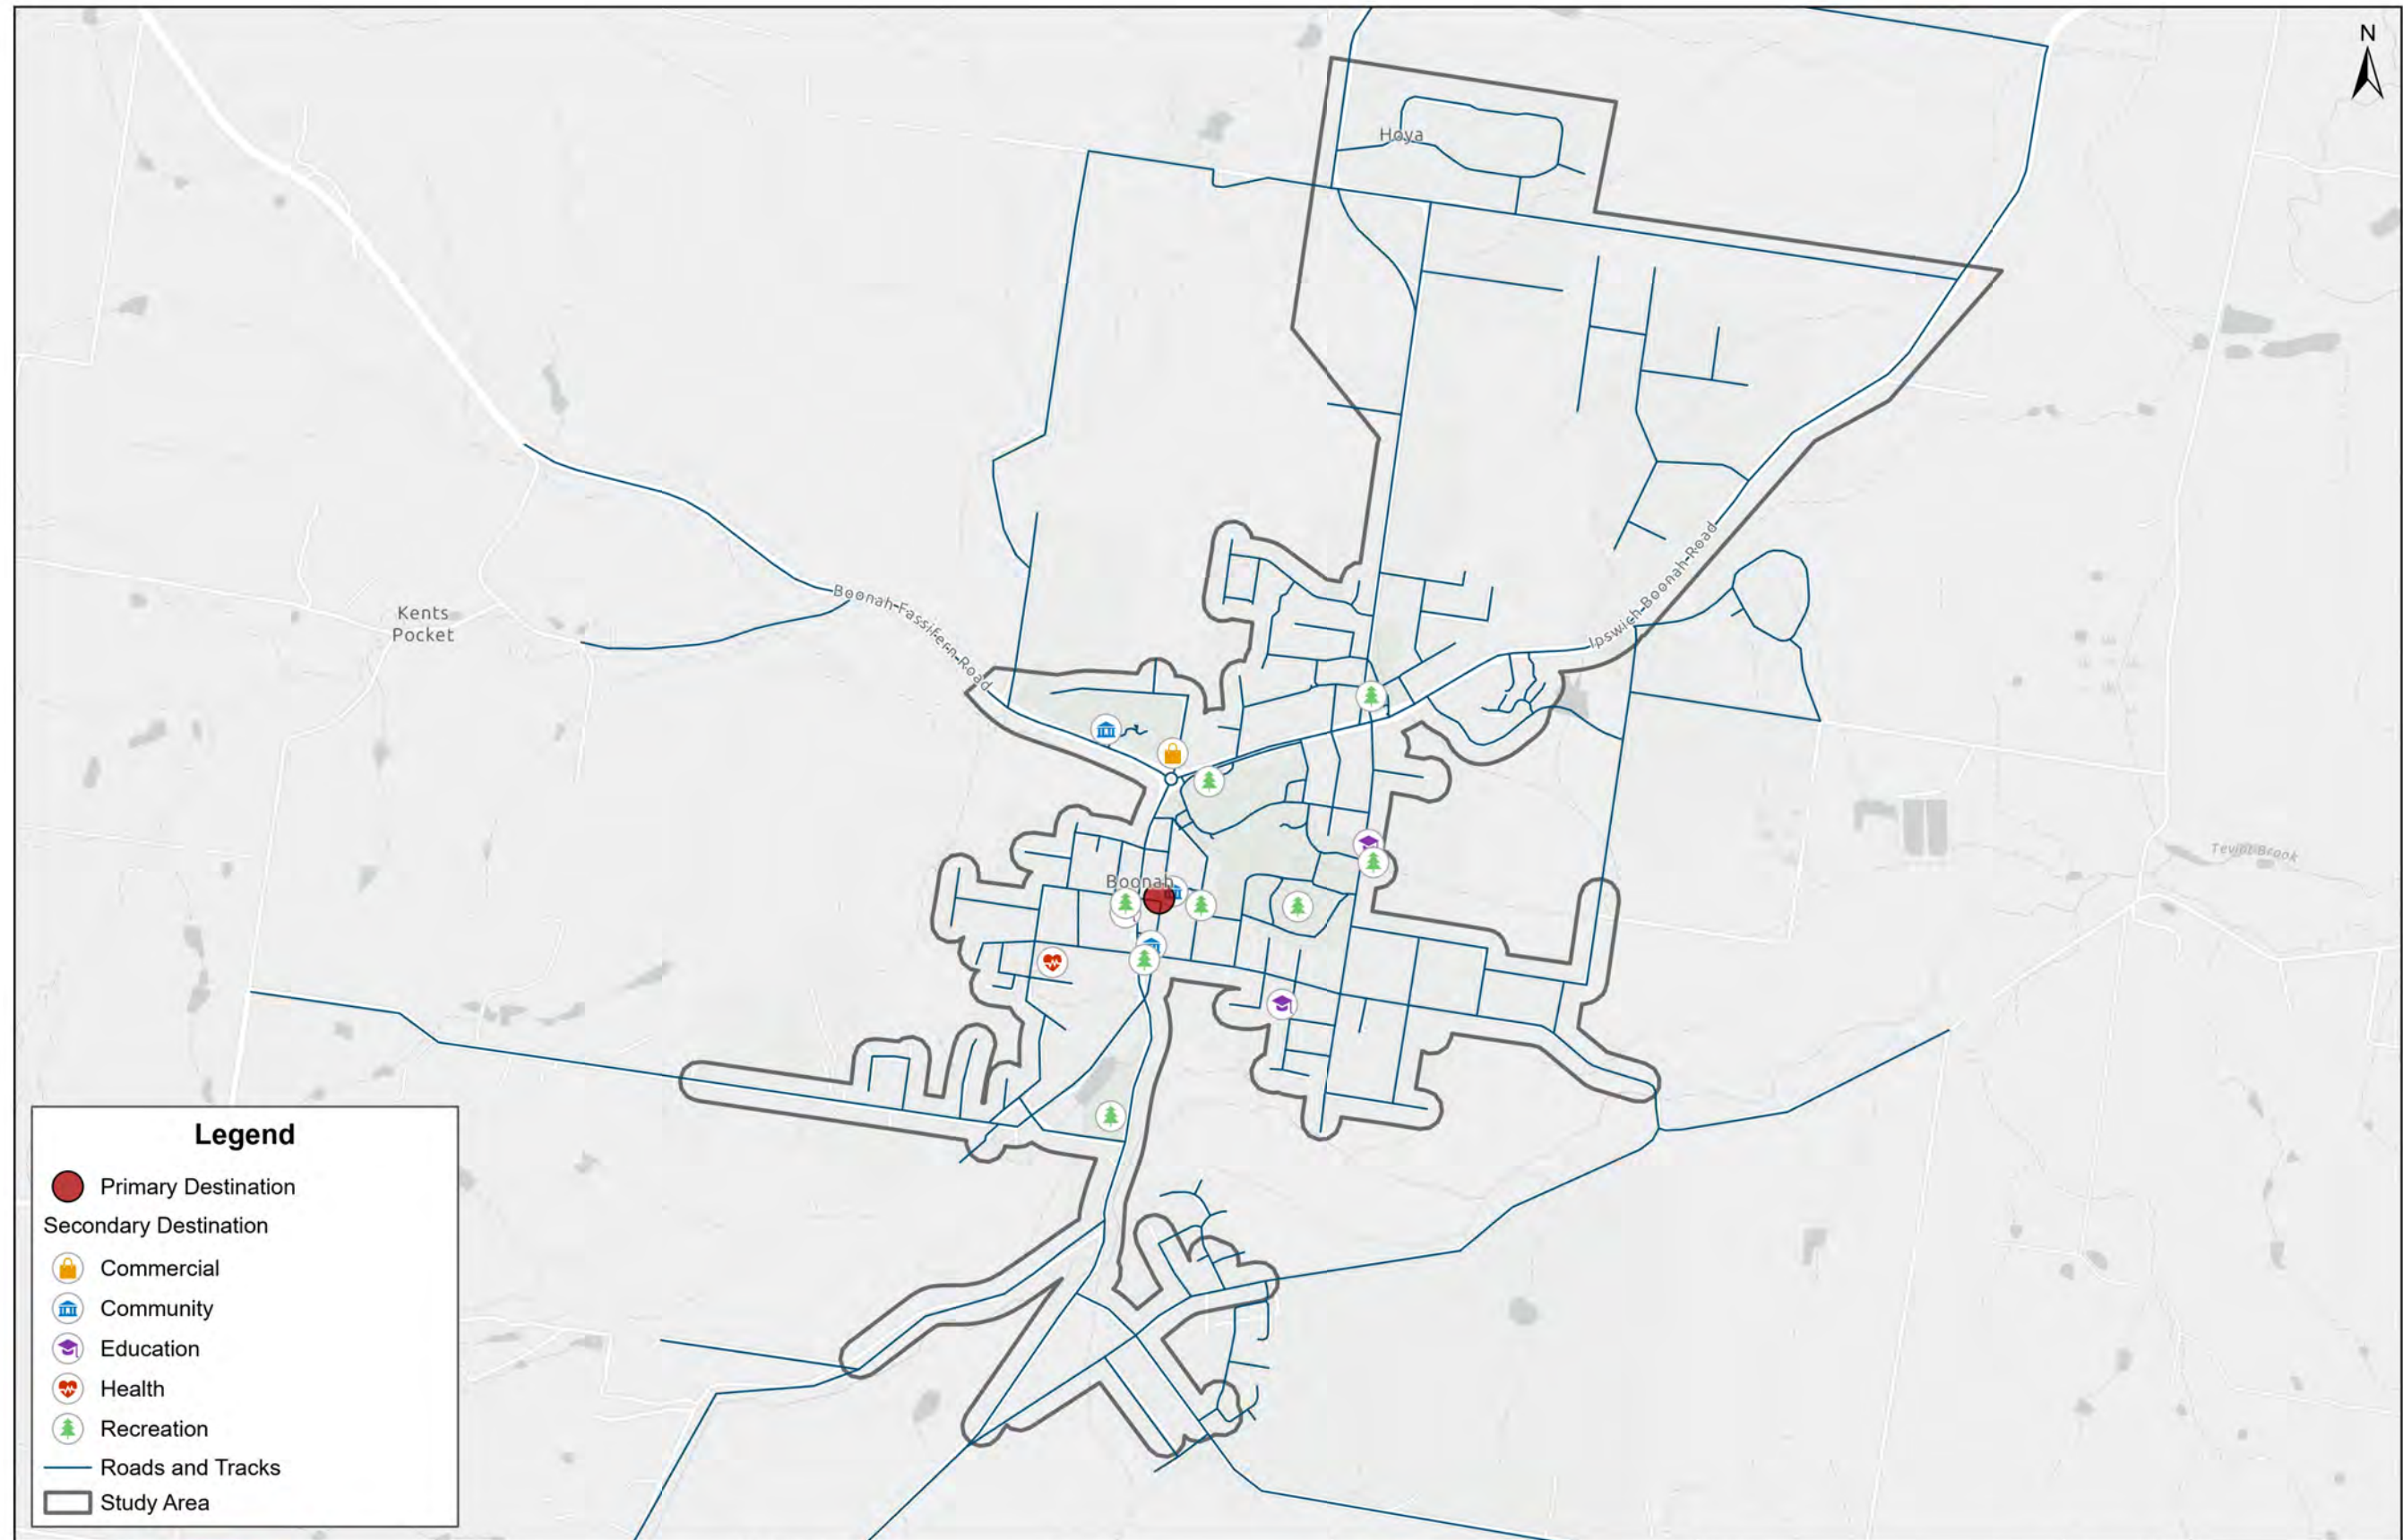 N
Hoya
Kents
Pocket
Boonah-Fassifern-Road
Ipswich-Boonah-Road
Teviot Brook
Boonah
Legend
Primary Destination
Secondary Destination
Commercial
Community
Education
Health
Recreation
Roads and Tracks
Study Area